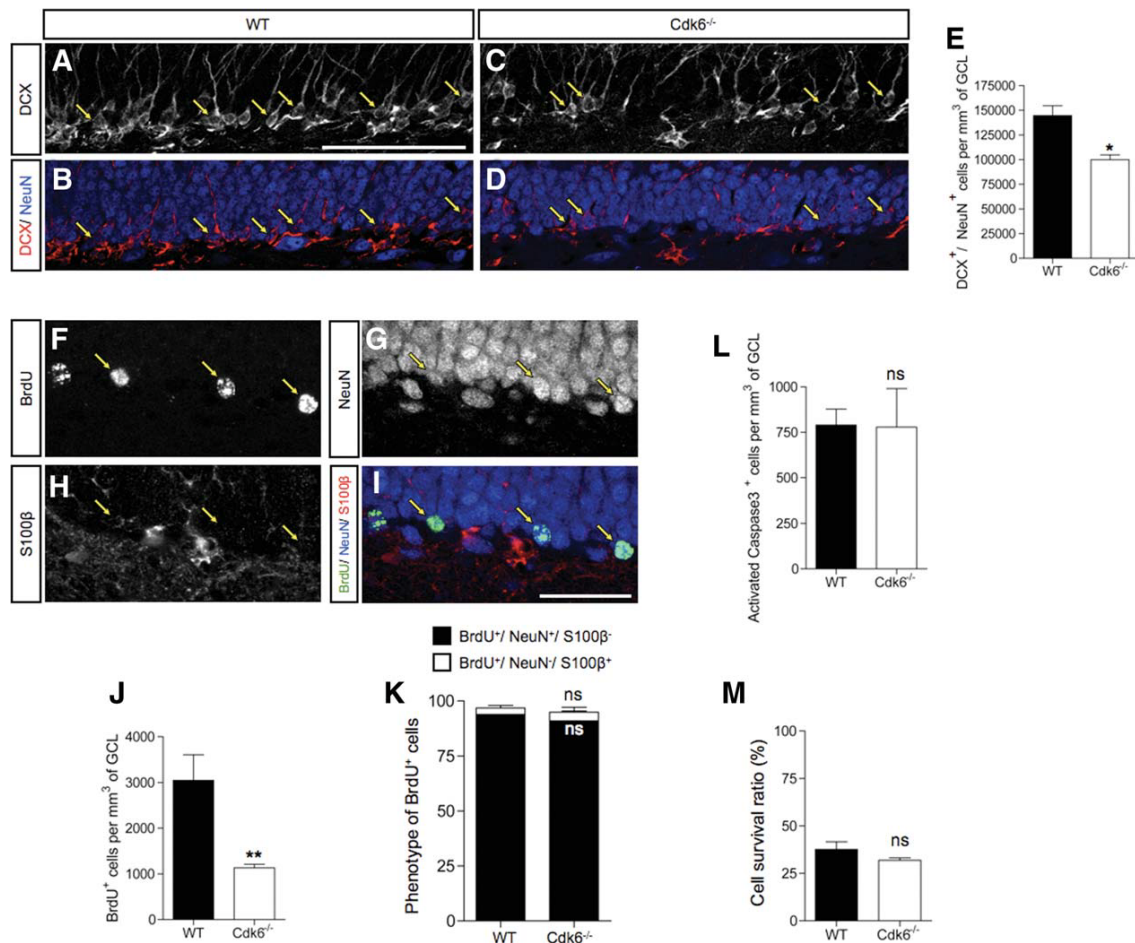 WT
Cdk6-/-
DCX
A
C
DCX/ NeuN
B
D
E
DCX+/ NeuN+ cells per mm3 of GCL
175000
150000
125000
100000
75000
50000
25000
0
*
WT
Cdk6-/-
BrdU
F
NeuN
G
S100β
H
BrdU/ NeuN/ S100β
I
L
Activated Caspase3 + cells per mm3 of GCL
1000
750
500
250
0
ns
WT
Cdk6-/-
J
BrdU+ cells per mm3 of GCL
4000
3000
2000
1000
0
**
WT
Cdk6-/-
BrdU+/ NeuN+/ S100β-
BrdU+/ NeuN-/ S100β+
K
Phenotype of BrdU+ cells
100
75
50
25
0
ns
ns
WT
Cdk6-/-
M
Cell survival ratio (%)
100
75
50
25
0
ns
WT
Cdk6-/-